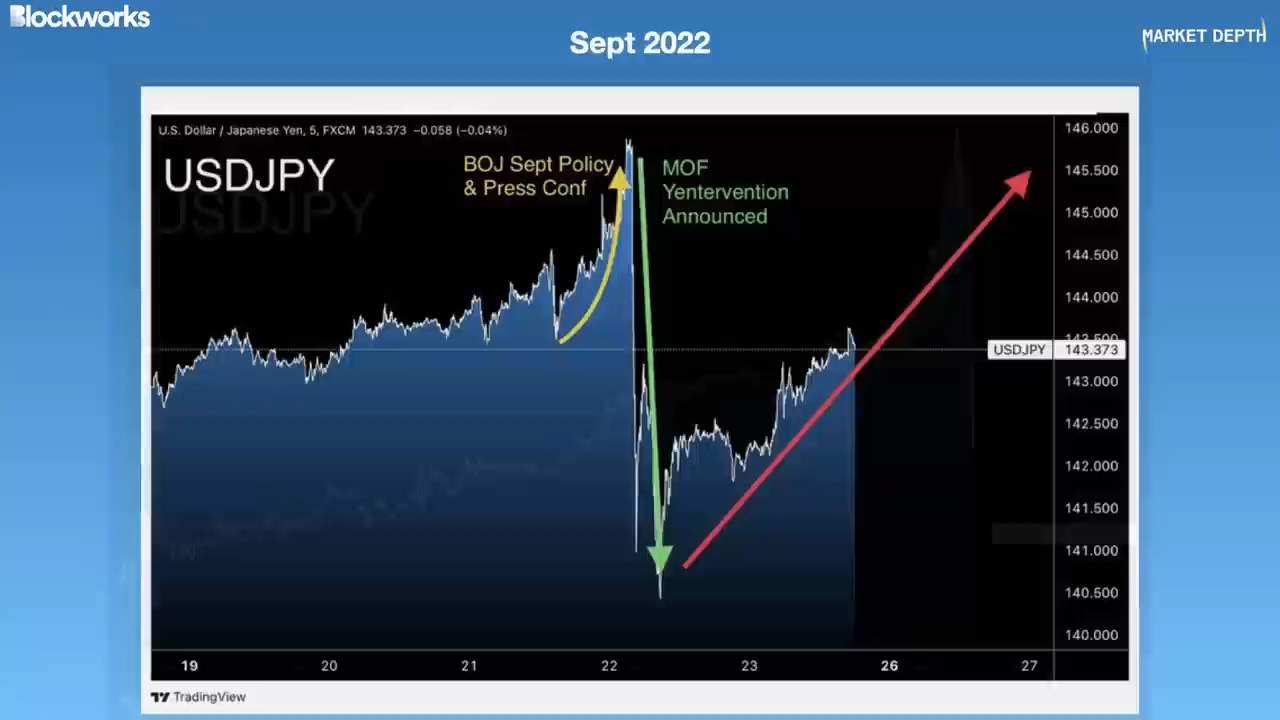 Blockworks
Sept 2022
MARKET DEPTH
U.S. Dollar / Japanese Yen, 5, FXCM 143.373 −0.058 (−0.04%)
USDJPY
USDJPY
BOJ Sept Policy
& Press Conf
MOF
Yentervention
Announced
146.000
145.500
145.000
144.500
144.000
143.500
USDJPY 143.373
143.000
142.500
142.000
141.500
141.000
140.500
140.000
19 20 21 22 23 26 27
TradingView